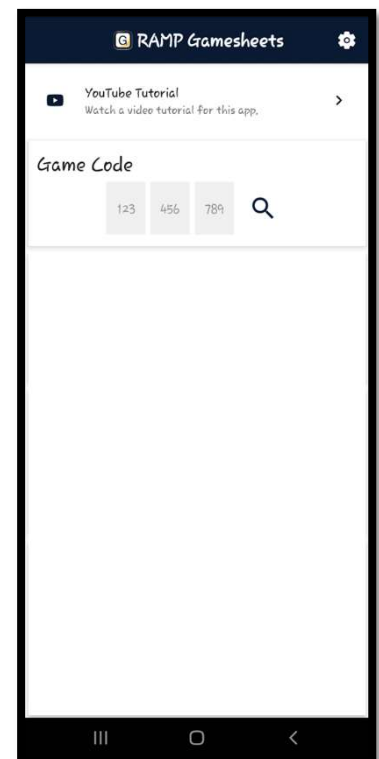 G RAMP Gamesheets
YouTube Tutorial
Watch a video tutorial for this app.
Game Code
123 456 789